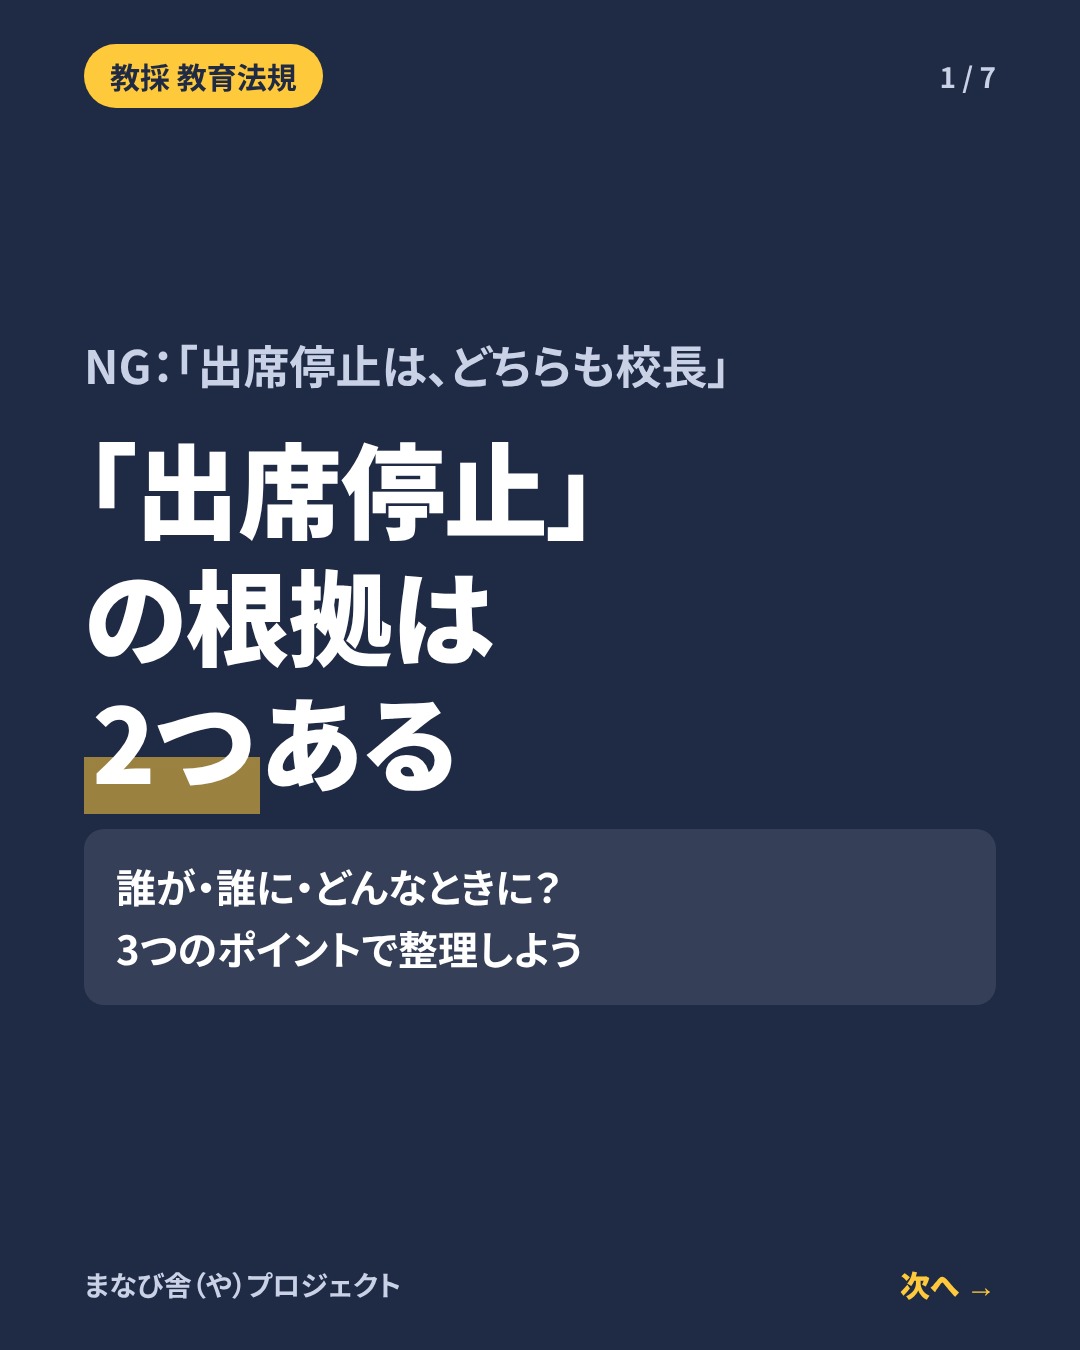 教採 教育法規
1 / 7
NG：「出席停止は、どちらも校長」
「出席停止」
の根拠は
2つある
誰が・誰に・どんなときに？
3つのポイントで整理しよう
まなび舎（や）プロジェクト
次へ →